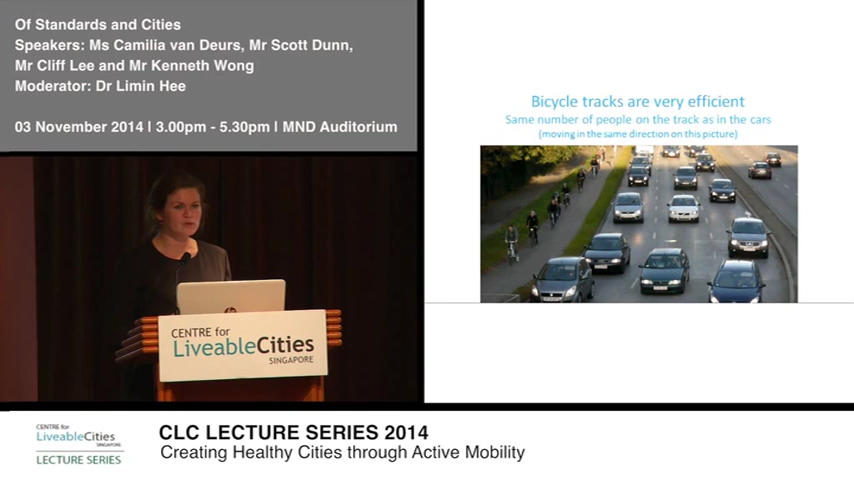 Of Standards and Cities
Speakers: Ms Camilia van Deurs, Mr Scott Dunn,
Mr Cliff Lee and Mr Kenneth Wong
Moderator: Dr Limin Hee
03 November 2014 I 3.00pm - 5.30pm I MND Auditorium
Bicycle tracks are very efficient
Same number of people on the track as in the cars
(moving in the same direction on this picture)
CENTRE for
LiveableCities
SINGAPORE
CENTRE for
LiveableCities
SINGAPORE
LECTURE SERIES
CLC LECTURE SERIES 2014
Creating Healthy Cities through Active Mobility